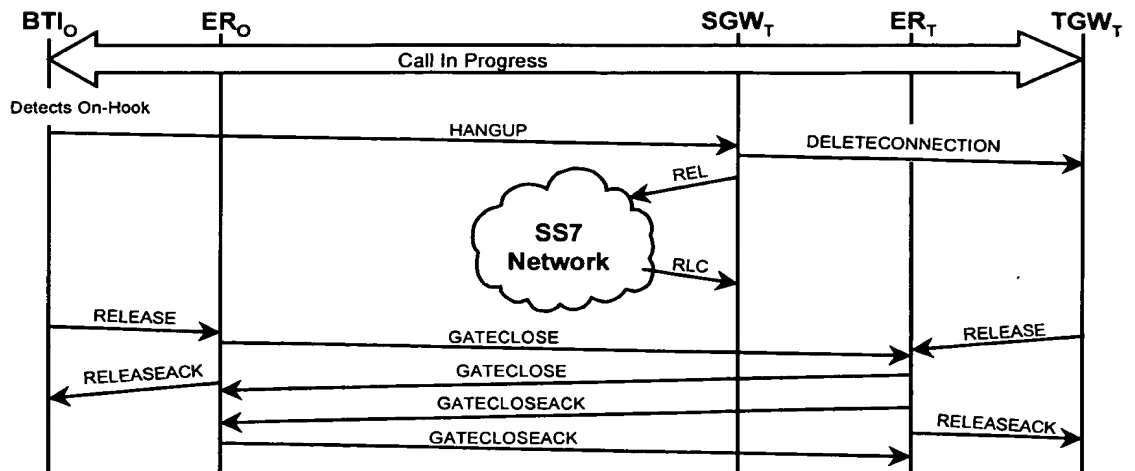 BTIO ERO SGWT ERT TGWT
Call In Progress
Detects On-Hook
HANGUP
DELETECONNECTION
REL
SS7
Network
RLC
RELEASE
GATECLOSE
RELEASE
RELEASEACK
GATECLOSE
GATECLOSEACK
GATECLOSEACK
RELEASEACK